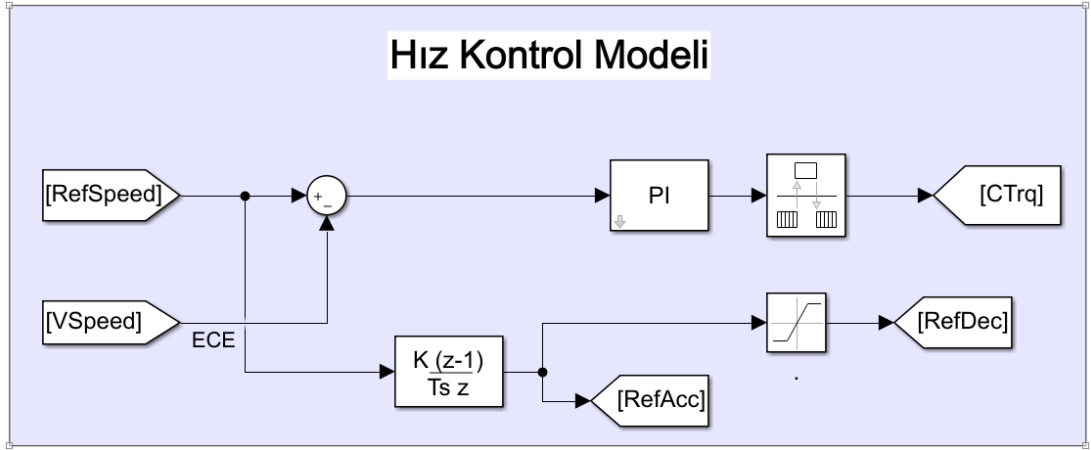 Hız Kontrol Modeli
[RefSpeed]
+
_
PI
[CTrq]
[VSpeed]
ECE
K (z-1)
Ts z
[RefDec]
[RefAcc]
.